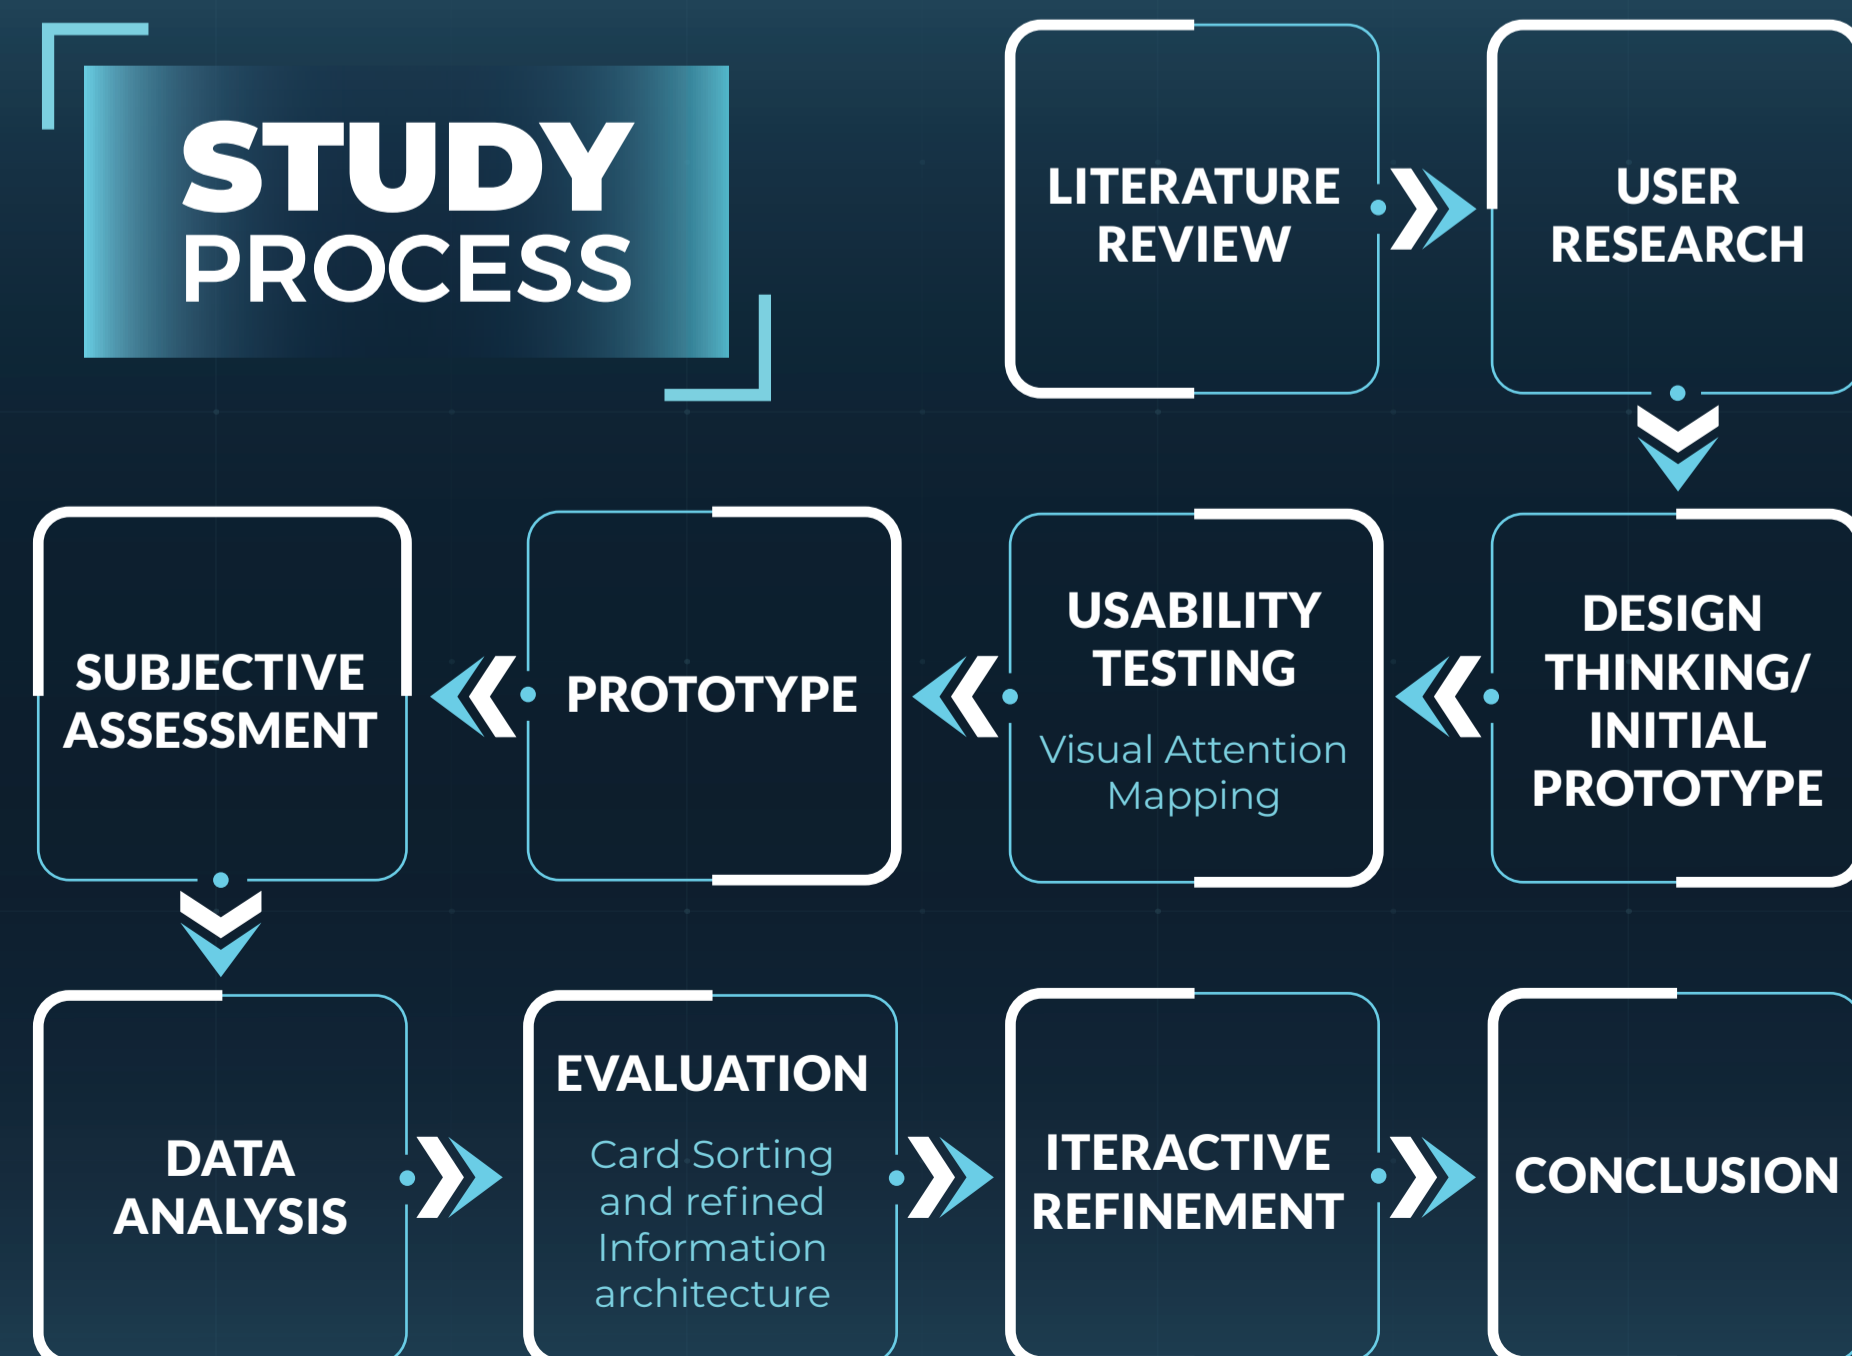 STUDY
PROCESS
LITERATURE
REVIEW
USER
RESEARCH
DESIGN
THINKING/
INITIAL
PROTOTYPE
USABILITY
TESTING
Visual Attention
Mapping
PROTOTYPE
SUBJECTIVE
ASSESSMENT
DATA
ANALYSIS
EVALUATION
Card Sorting
and refined
Information
architecture
ITERACTIVE
REFINEMENT
CONCLUSION